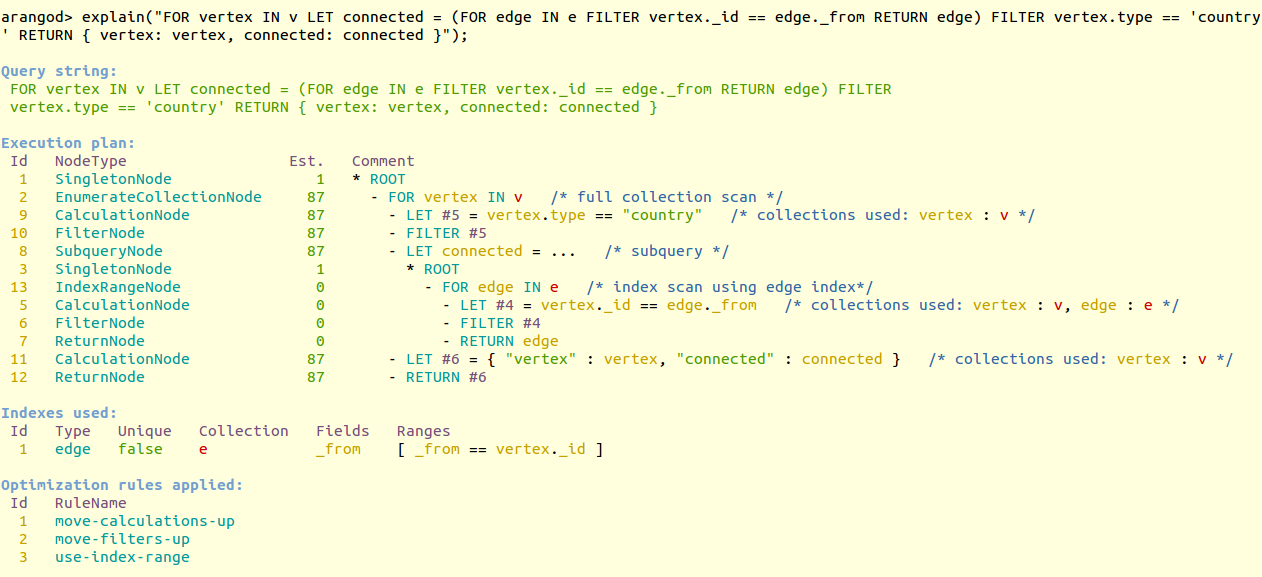 arangod> explain("FOR vertex IN v LET connected = (FOR edge IN e FILTER vertex._id == edge._from RETURN edge) FILTER vertex.type == 'country
' RETURN { vertex: vertex, connected: connected }");

Query string:
 FOR vertex IN v LET connected = (FOR edge IN e FILTER vertex._id == edge._from RETURN edge) FILTER
 vertex.type == 'country' RETURN { vertex: vertex, connected: connected }

Execution plan:
 Id   NodeType                  Est.   Comment
  1   SingletonNode                1   * ROOT
  2   EnumerateCollectionNode     87     - FOR vertex IN v   /* full collection scan */
  9   CalculationNode             87       - LET #5 = vertex.type == "country"   /* collections used: vertex : v */
 10   FilterNode                  87       - FILTER #5
  8   SubqueryNode                87       - LET connected = ...   /* subquery */
  3   SingletonNode                1         * ROOT
 13   IndexRangeNode               0           - FOR edge IN e   /* index scan using edge index*/
  5   CalculationNode              0             - LET #4 = vertex._id == edge._from   /* collections used: vertex : v, edge : e */
  6   FilterNode                   0             - FILTER #4
  7   ReturnNode                   0             - RETURN edge
 11   CalculationNode             87       - LET #6 = { "vertex" : vertex, "connected" : connected }   /* collections used: vertex : v */
 12   ReturnNode                  87       - RETURN #6

Indexes used:
 Id   Type   Unique   Collection   Fields   Ranges
  1   edge   false    e            _from    [ _from == vertex._id ]

Optimization rules applied:
 Id   RuleName
  1   move-calculations-up
  2   move-filters-up
  3   use-index-range